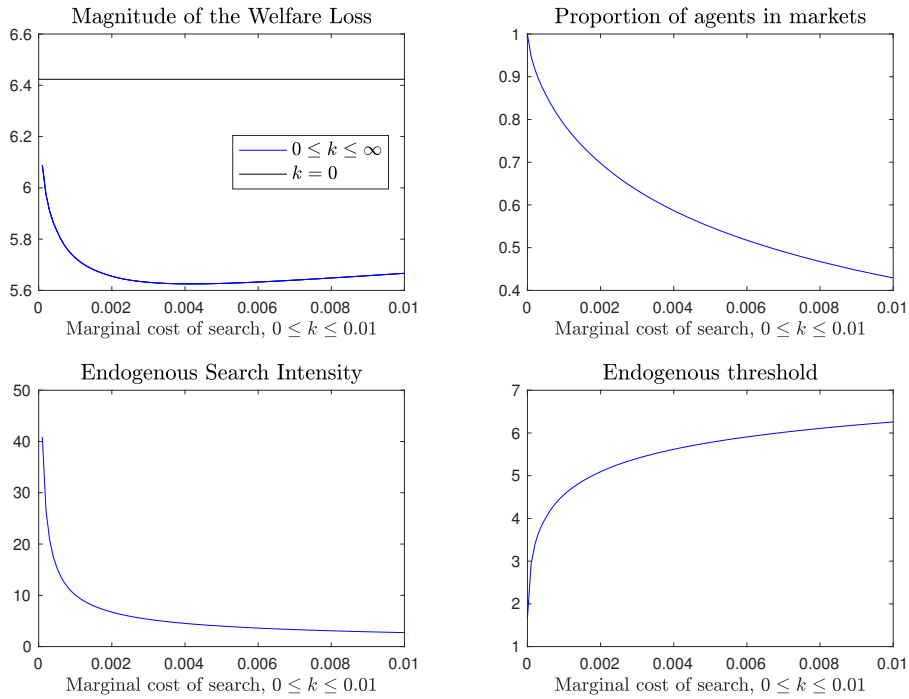 Magnitude of the Welfare Loss
6.6
6.4
6.2
6
5.8
5.6
0 ≤ k ≤ ∞
k = 0
0 0.002 0.004 0.006 0.008 0.01
Marginal cost of search, 0 ≤ k ≤ 0.01
Proportion of agents in markets
1
0.9
0.8
0.7
0.6
0.5
0.4
0 0.002 0.004 0.006 0.008 0.01
Marginal cost of search, 0 ≤ k ≤ 0.01
Endogenous Search Intensity
50
40
30
20
10
0
0 0.002 0.004 0.006 0.008 0.01
Marginal cost of search, 0 ≤ k ≤ 0.01
Endogenous threshold
7
6
5
4
3
2
1
0 0.002 0.004 0.006 0.008 0.01
Marginal cost of search, 0 ≤ k ≤ 0.01